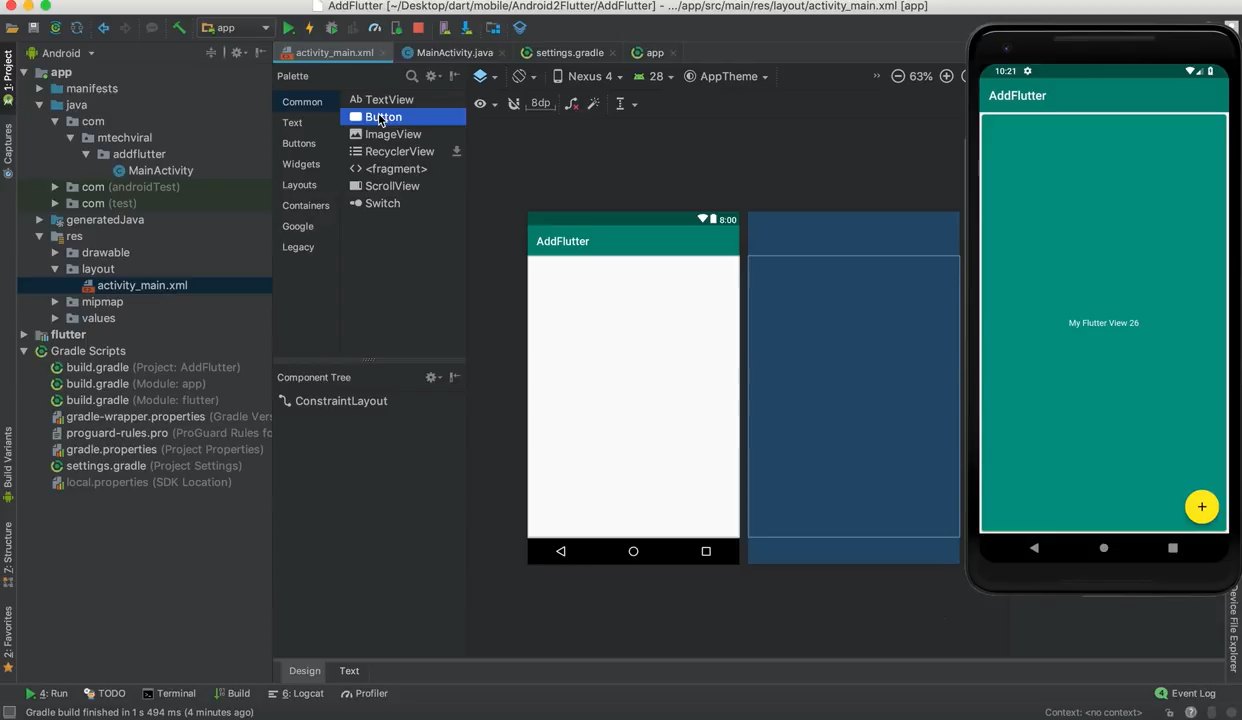 AddFlutter [~/Desktop/dart/mobile/Android2Flutter/AddFlutter] - .../app/src/main/res/layout/activity_main.xml [app]
app
activity_main.xml
MainActivity.java
settings.gradle
app
1: Project
Captures
Build Variants
7: Structure
2: Favorites
Android
app
manifests
java
com
mtechviral
addflutter
MainActivity
com (androidTest)
com (test)
generatedJava
res
drawable
layout
activity_main.xml
mipmap
values
flutter
Gradle Scripts
build.gradle (Project: AddFlutter)
build.gradle (Module: app)
build.gradle (Module: flutter)
gradle-wrapper.properties (Gradle Vers
proguard-rules.pro (ProGuard Rules fo
gradle.properties (Project Properties)
settings.gradle (Project Settings)
local.properties (SDK Location)
Palette
Common
Text
Buttons
Widgets
Layouts
Containers
Google
Legacy
Ab TextView
Button
ImageView
RecyclerView
<> <fragment>
ScrollView
Switch
Component Tree
ConstraintLayout
Nexus 4
28
AppTheme
63%
8dp
8:00
AddFlutter
10:21
AddFlutter
My Flutter View 26
+
Device File Explorer
Design
Text
4: Run
TODO
Terminal
Build
6: Logcat
Profiler
4 Event Log
Gradle build finished in 1 s 494 ms (4 minutes ago)
Context: <no context>